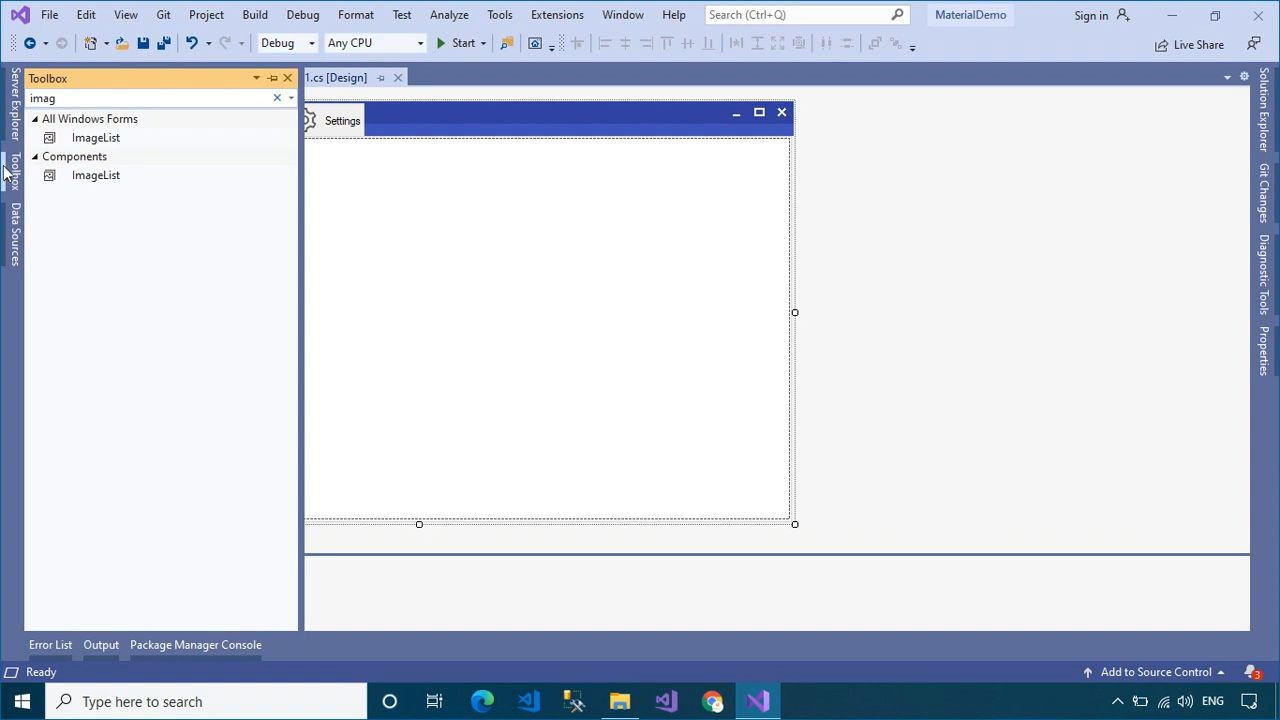 File Edit View Git Project Build Debug Format Test Analyze Tools Extensions Window Help Search (Ctrl+Q) MaterialDemo Sign in
Debug Any CPU Start Live Share
Server Explorer
Toolbox
Data Sources
Toolbox
imag
All Windows Forms
ImageList
Components
ImageList
1.cs [Design]
Settings
Solution Explorer
Git Changes
Diagnostic Tools
Properties
Error List Output Package Manager Console
Ready Add to Source Control 3
Type here to search ENG